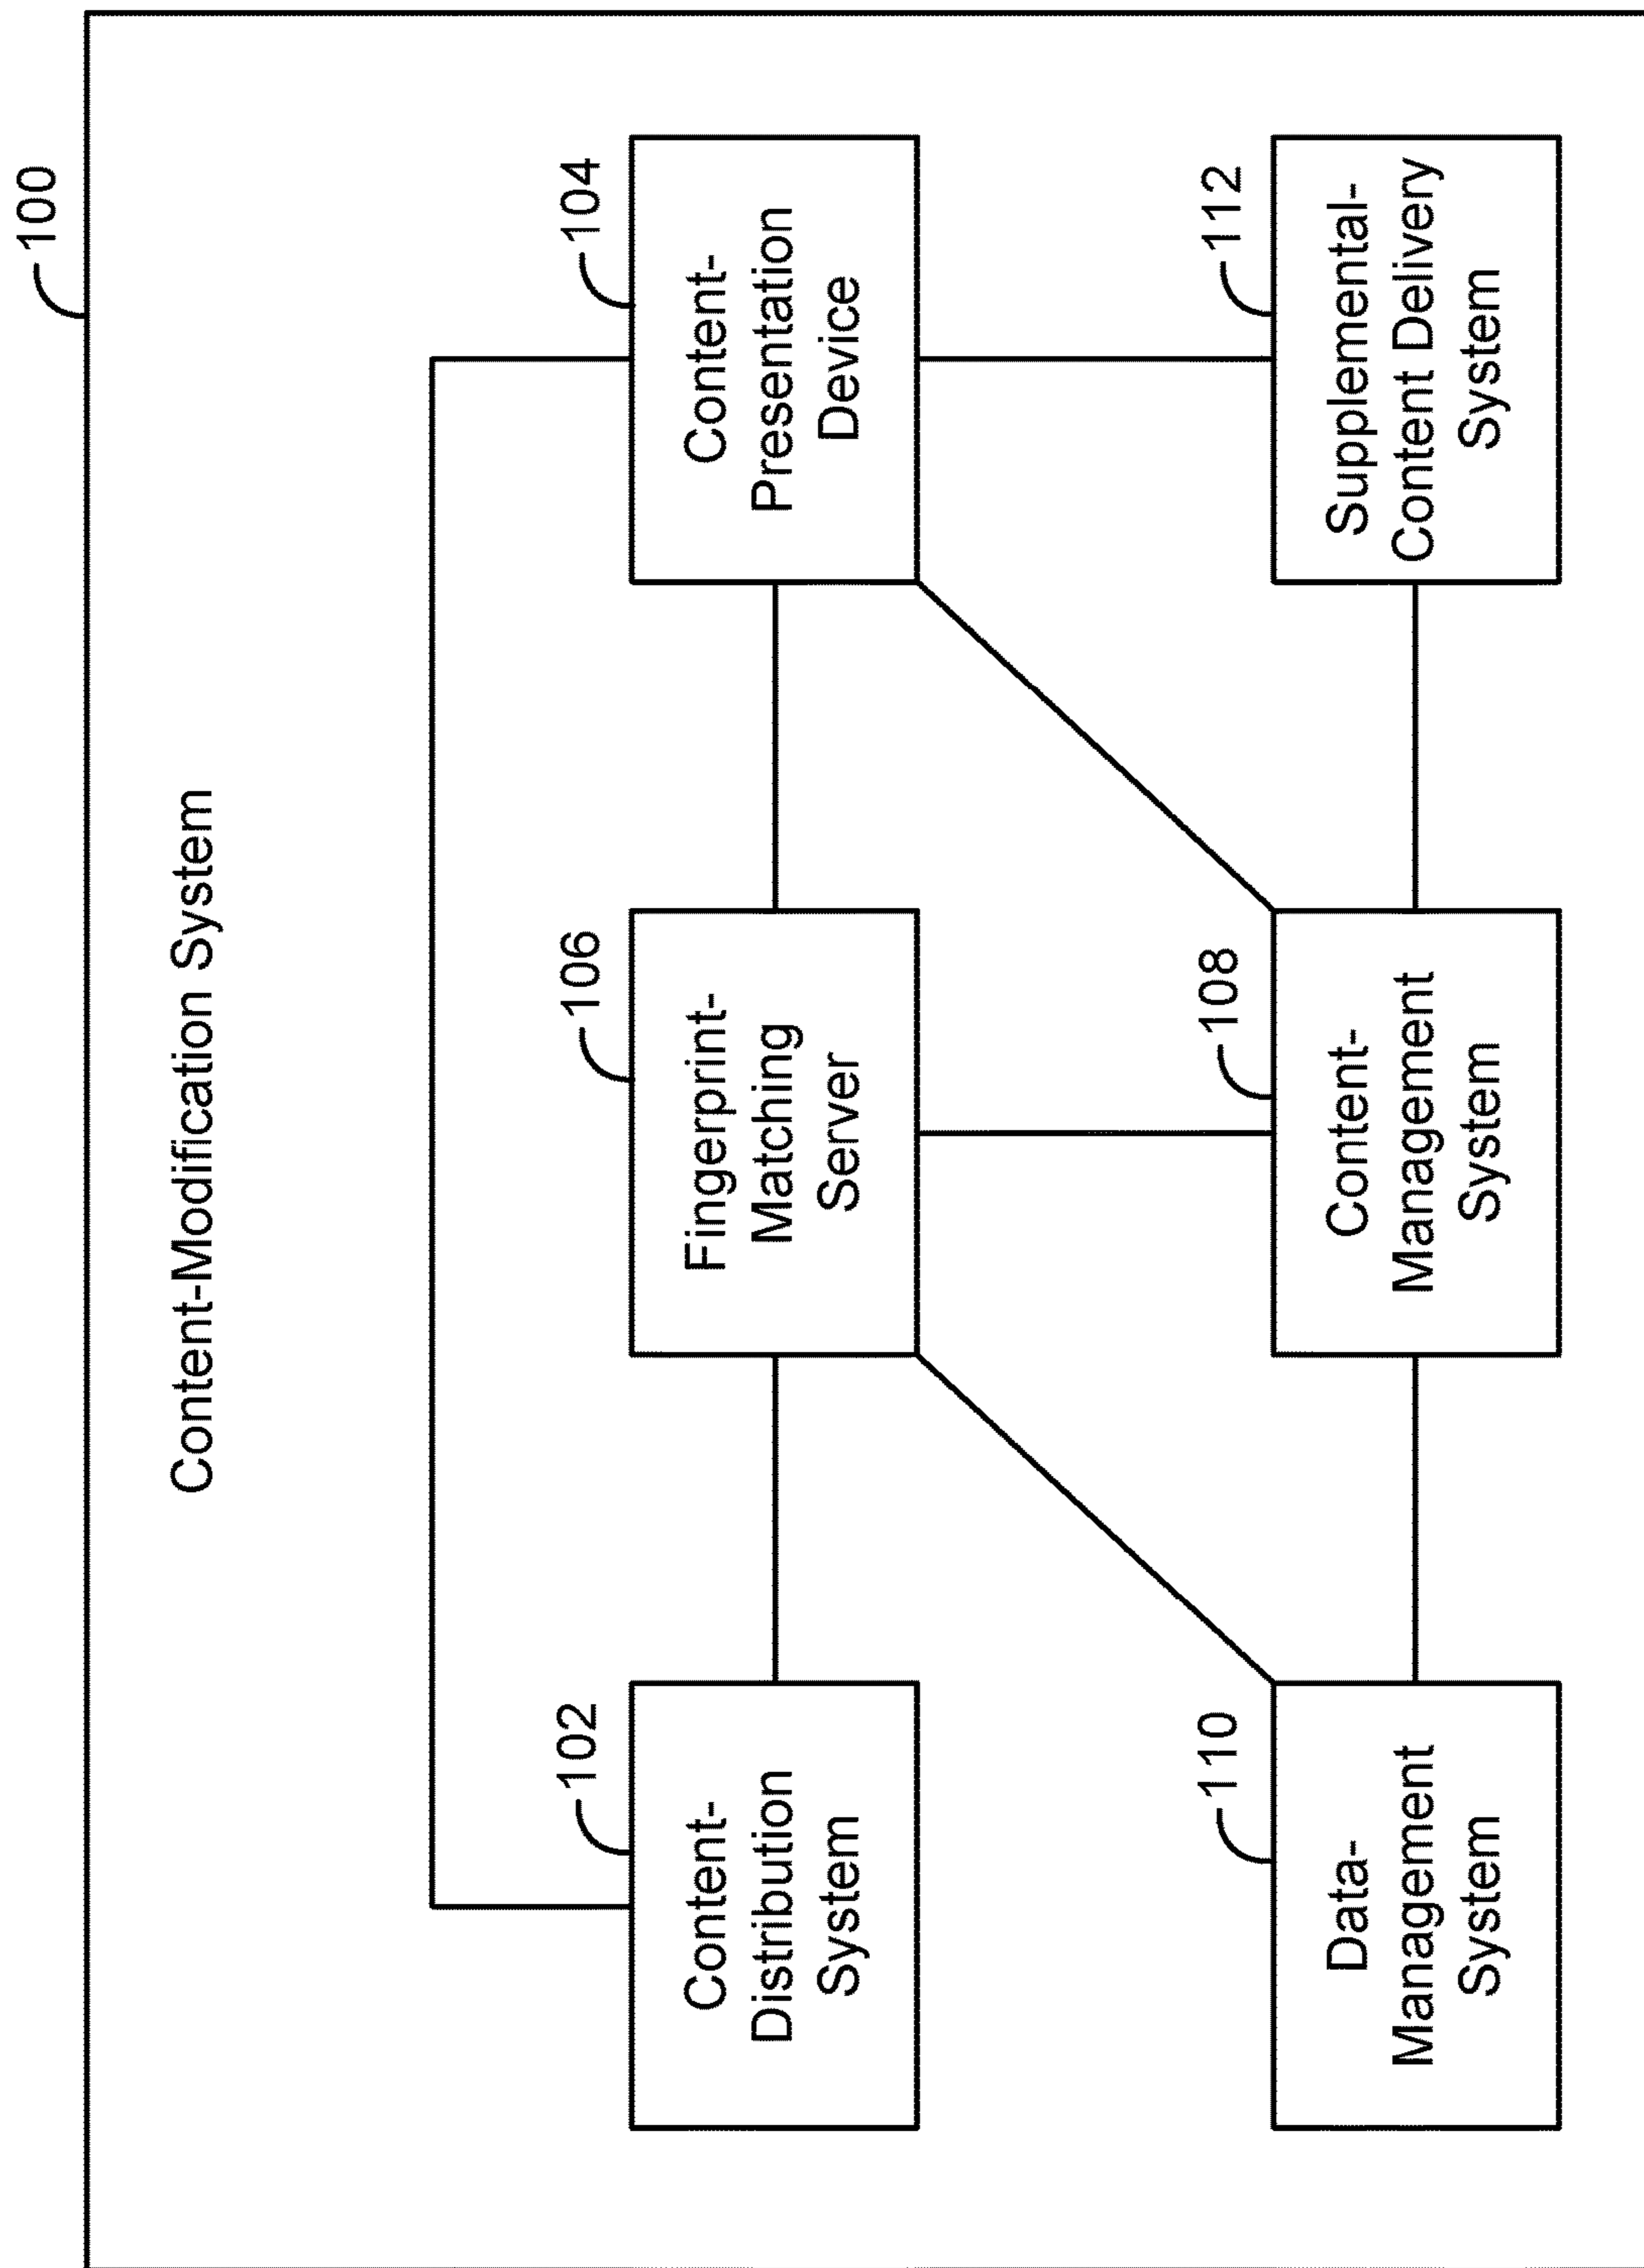 100
Content-Modification System
102
Content-
Distribution
System
106
Fingerprint-
Matching
Server
104
Content-
Presentation
Device
110
Data-
Management
System
108
Content-
Management
System
112
Supplemental-
Content Delivery
System